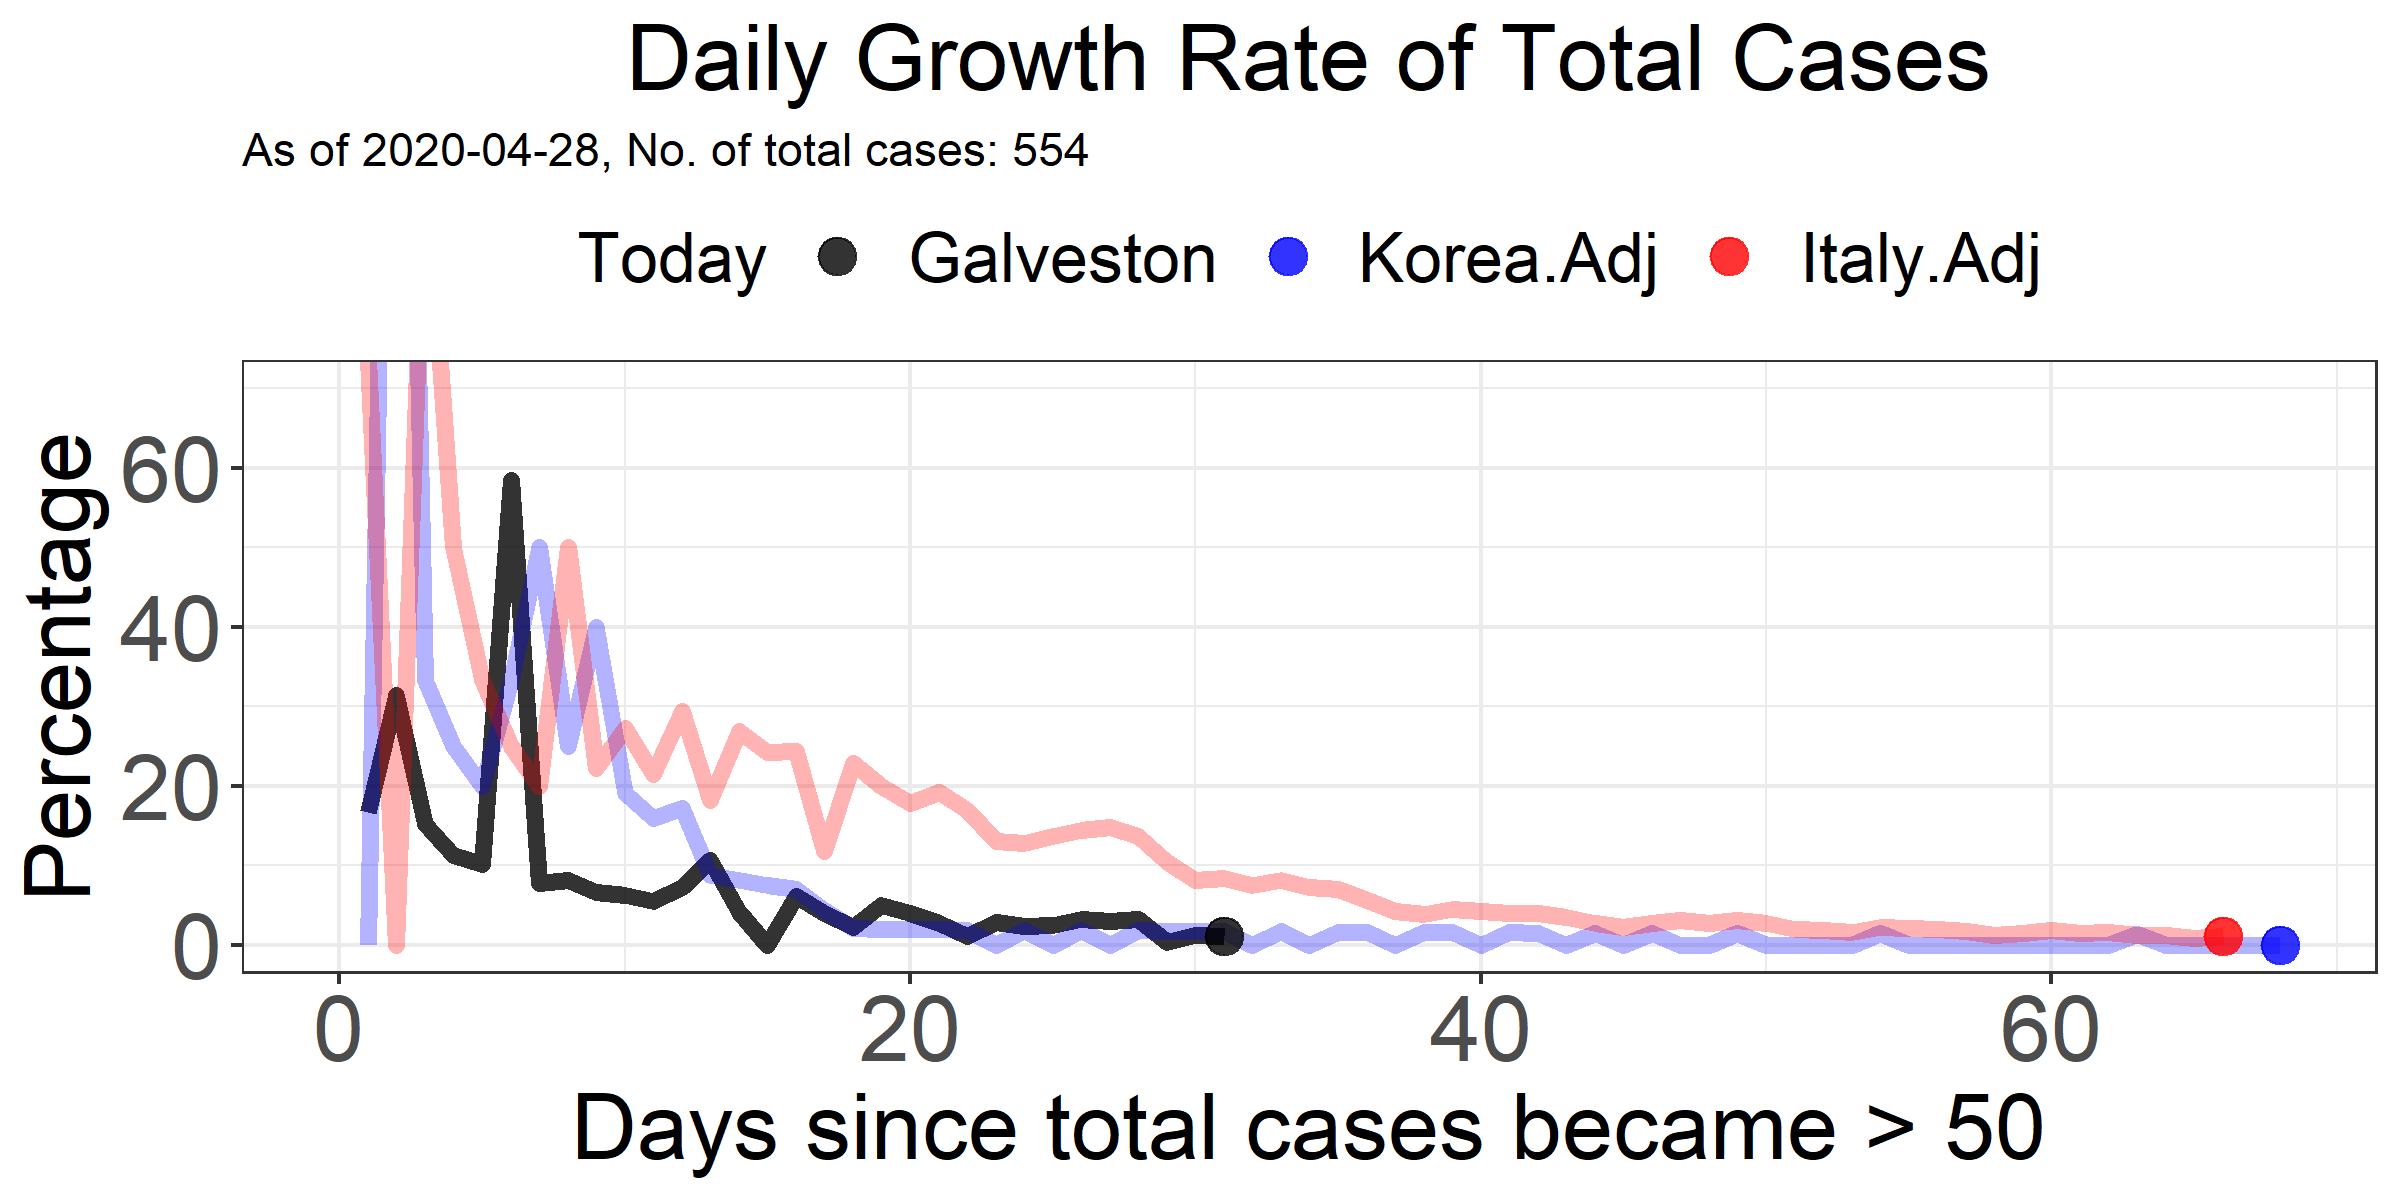 Daily Growth Rate of Total Cases
As of 2020-04-28, No. of total cases: 554
Today Galveston Korea.Adj Italy.Adj
Percentage
60
40
20
0
0 20 40 60
Days since total cases became > 50